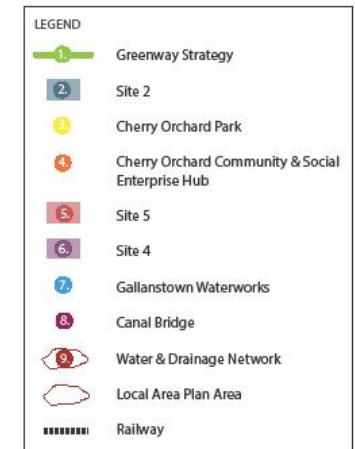 LEGEND
1. Greenway Strategy
2. Site 2
3. Cherry Orchard Park
4. Cherry Orchard Community & Social
Enterprise Hub
5. Site 5
6. Site 4
7. Gallanstown Waterworks
8. Canal Bridge
9. Water & Drainage Network
Local Area Plan Area
Railway